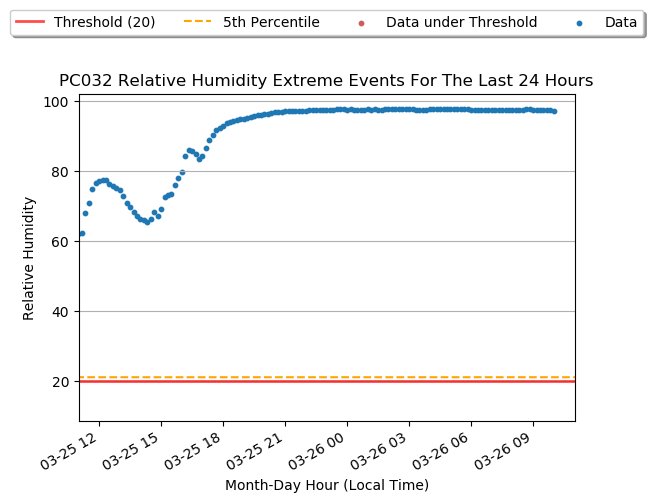 Threshold (20) 5th Percentile Data under Threshold Data
PC032 Relative Humidity Extreme Events For The Last 24 Hours
100
80
60
40
20
Relative Humidity
03-25 12 03-25 15 03-25 18 03-25 21 03-26 00 03-26 03 03-26 06 03-26 09
Month-Day Hour (Local Time)